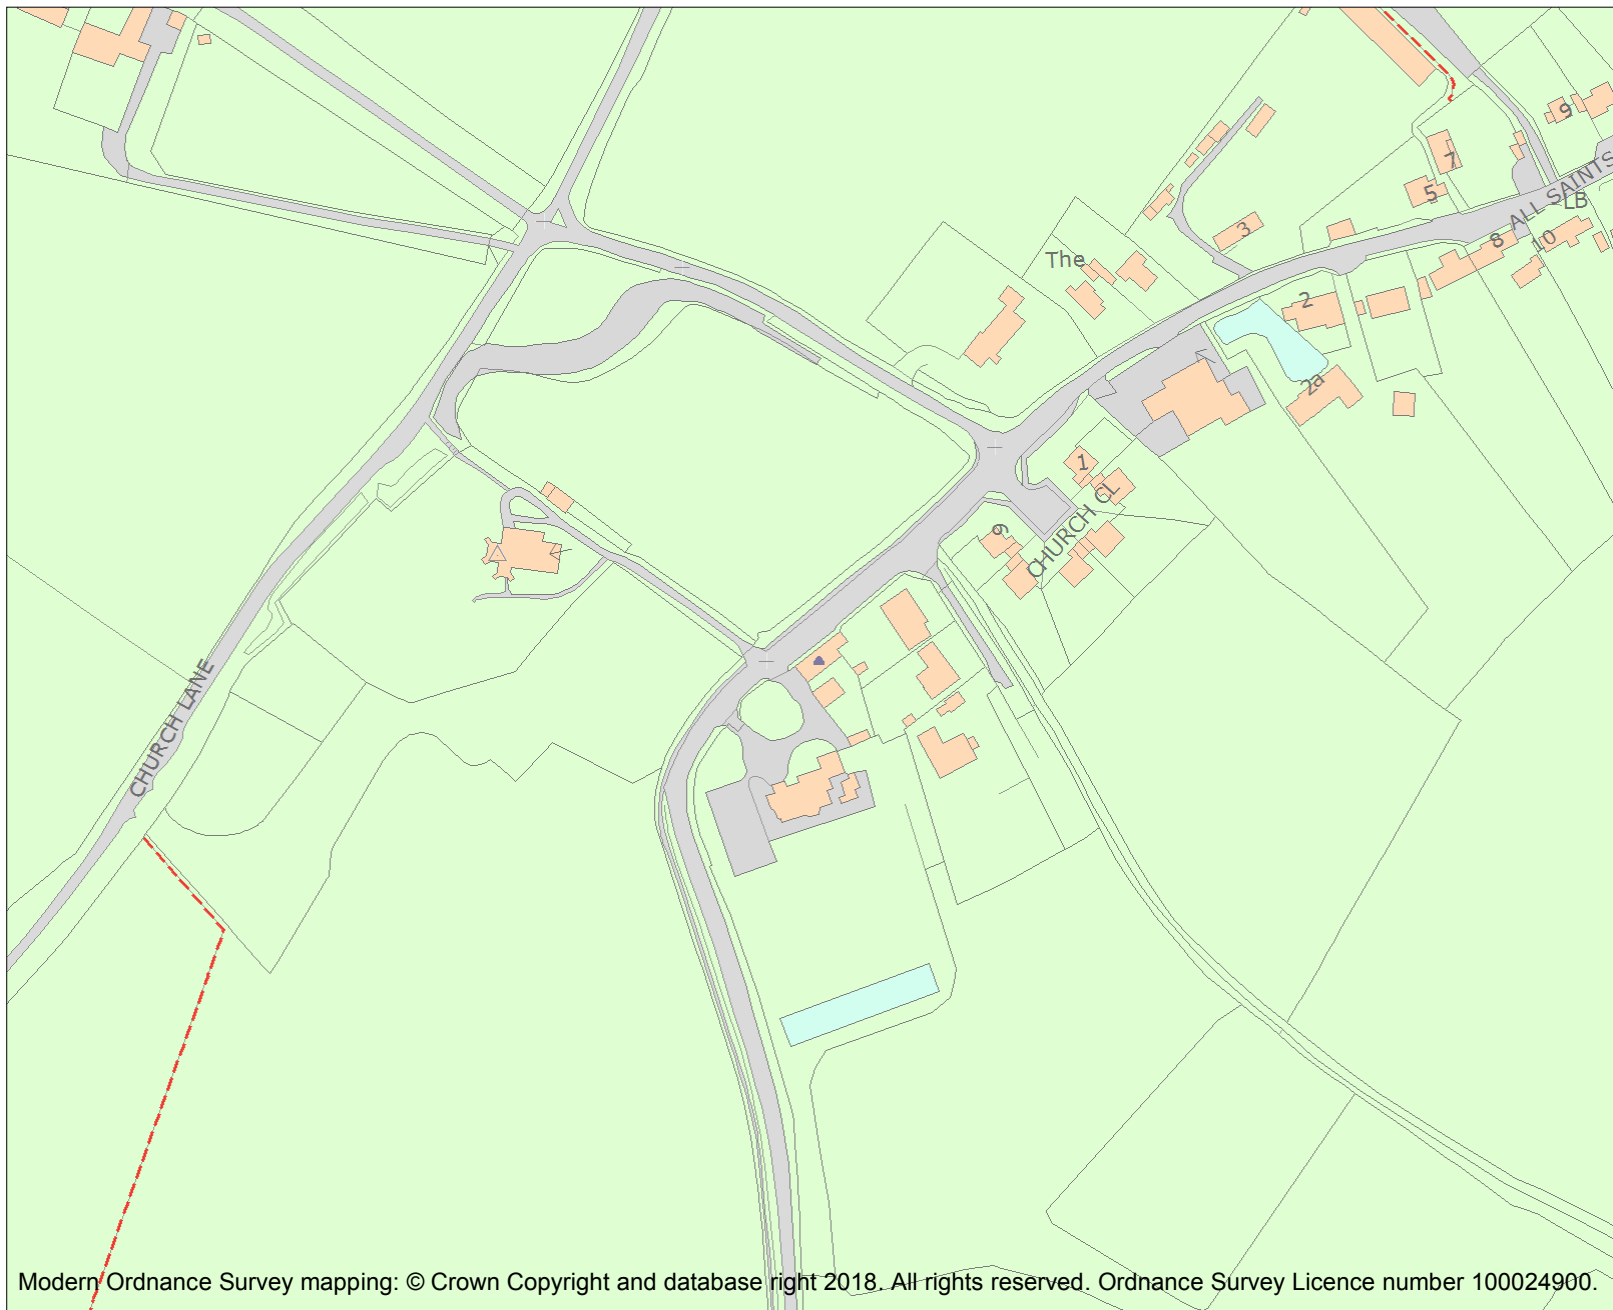 9
7
ALL SAINTS
5
LB
3
8
10
The
2
2a
1
CHURCH CL
6
CHURCH LANE
Modern Ordnance Survey mapping: © Crown Copyright and database right 2018. All rights reserved. Ordnance Survey Licence number 100024900.